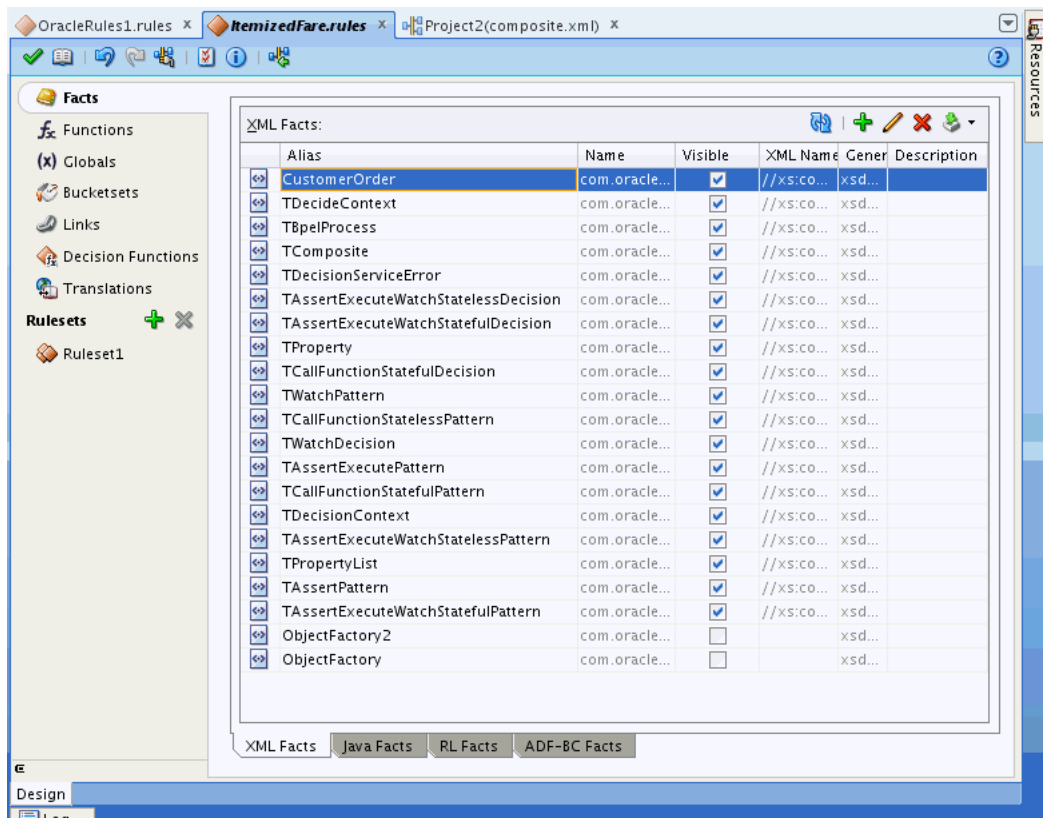 OracleRules1.rules ItemizedFare.rules Project2(composite.xml)
Resources
Facts
Functions
(x) Globals
Bucketsets
Links
Decision Functions
Translations
Rulesets
Ruleset1
XML Facts:
Alias Name Visible XML Name Gener Description
CustomerOrder com.oracle... //xs:co... xsd...
TDecideContext com.oracle... //xs:co... xsd...
TBpelProcess com.oracle... //xs:co... xsd...
TComposite com.oracle... //xs:co... xsd...
TDecisionServiceError com.oracle... //xs:co... xsd...
TAssertExecuteWatchStatelessDecision com.oracle... //xs:co... xsd...
TAssertExecuteWatchStatefulDecision com.oracle... //xs:co... xsd...
TProperty com.oracle... //xs:co... xsd...
TCallFunctionStatefulDecision com.oracle... //xs:co... xsd...
TWatchPattern com.oracle... //xs:co... xsd...
TCallFunctionStatelessPattern com.oracle... //xs:co... xsd...
TWatchDecision com.oracle... //xs:co... xsd...
TAssertExecutePattern com.oracle... //xs:co... xsd...
TCallFunctionStatefulPattern com.oracle... //xs:co... xsd...
TDecisionContext com.oracle... //xs:co... xsd...
TAssertExecuteWatchStatelessPattern com.oracle... //xs:co... xsd...
TPropertyList com.oracle... //xs:co... xsd...
TAssertPattern com.oracle... //xs:co... xsd...
TAssertExecuteWatchStatefulPattern com.oracle... //xs:co... xsd...
ObjectFactory2 com.oracle... xsd...
ObjectFactory com.oracle... xsd...
XML Facts Java Facts RL Facts ADF-BC Facts
Design